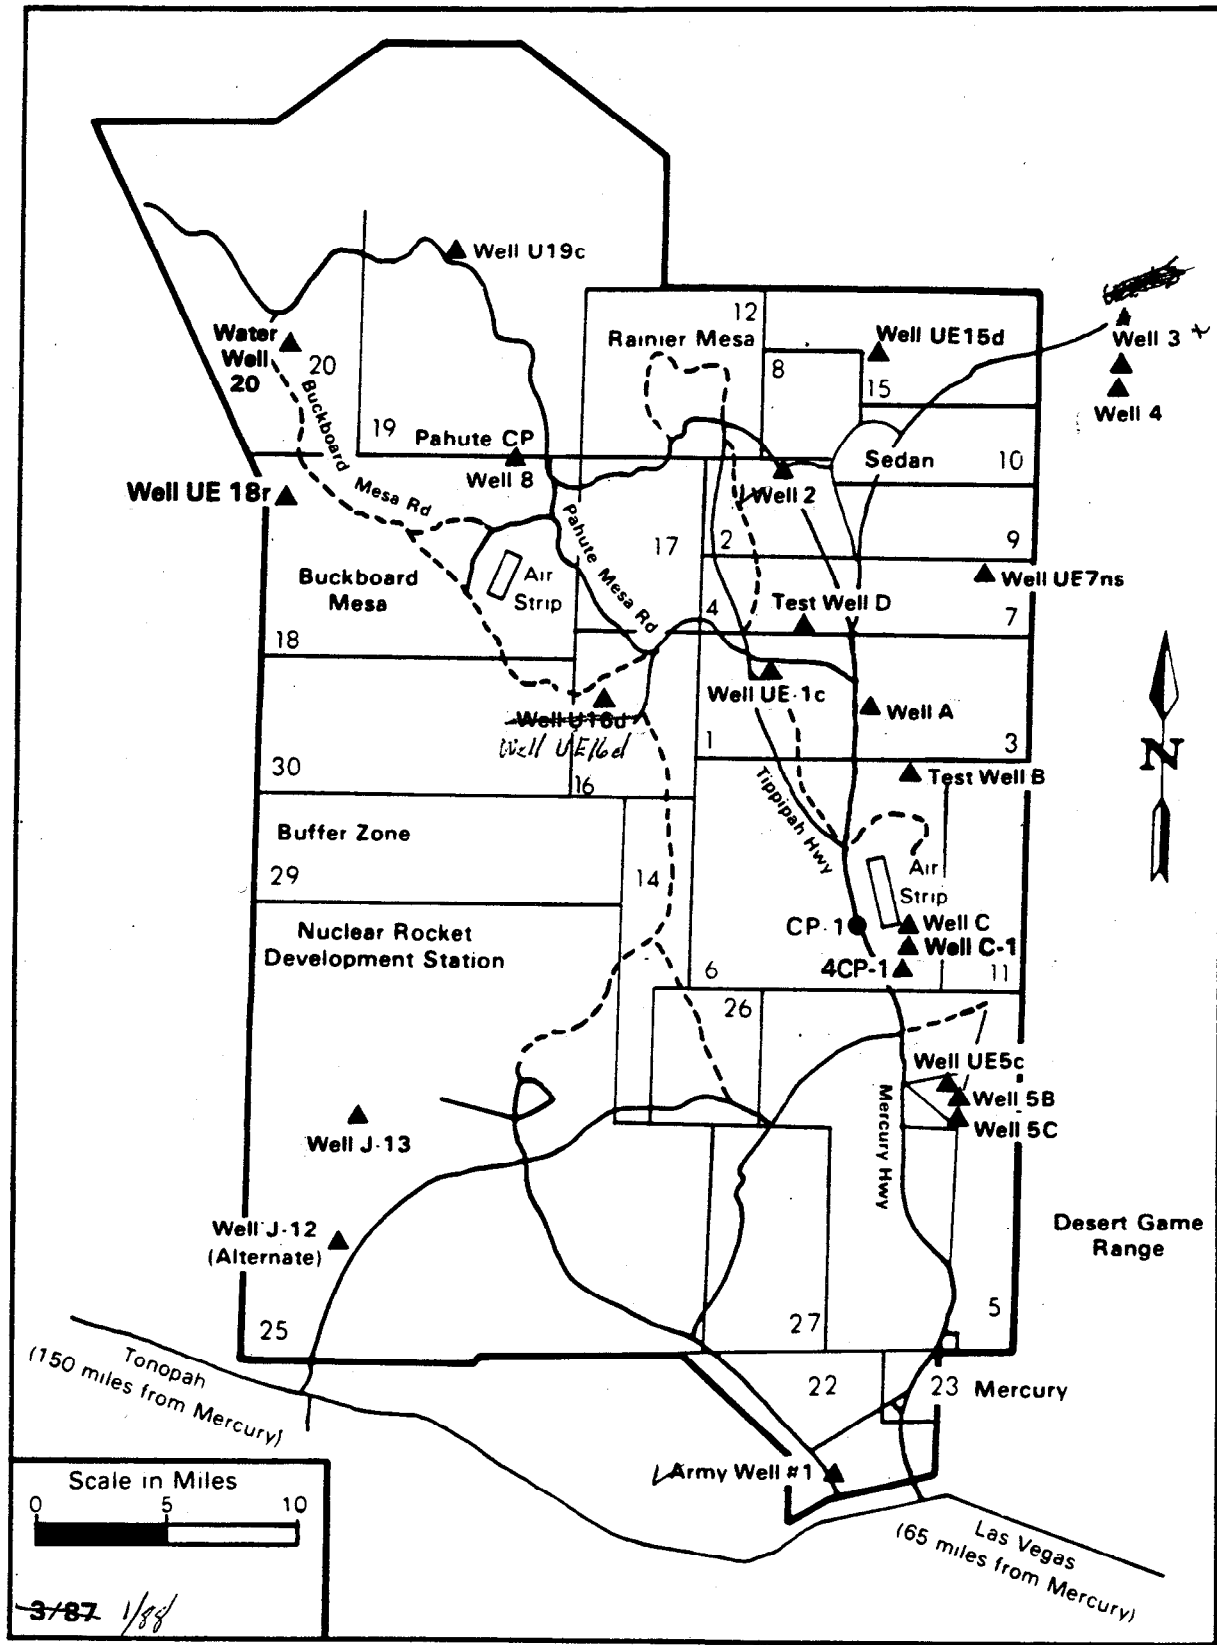 Well U19c
12
Rainier Mesa
Well UE15d
Well 3
Well 4
Water
Well
20
20
8
15
Buckboard
Mesa Rd
19
Pahute CP
Well 8
Sedan
10
Well UE 18r
Well 2
17
2
9
Pahute Mesa Rd
Buckboard
Mesa
Air
Strip
Well UE7ns
Test Well D
4
7
18
Well UE-1c
Well A
Well U16d
Well UE16d
1
3
30
16
Test Well B
N
Tippipah Hwy
Buffer Zone
29
14
Air
Strip
Nuclear Rocket
Development Station
CP-1
Well C
Well C-1
4CP-1
6
11
26
Well UE5c
Well 5B
Well 5C
Mercury Hwy
Well J-13
Well J-12
(Alternate)
Desert Game
Range
5
25
27
Tonopah
(150 miles from Mercury)
22
23
Mercury
Army Well #1
Las Vegas
(65 miles from Mercury)
Scale in Miles
0 5 10
3/87 1/88